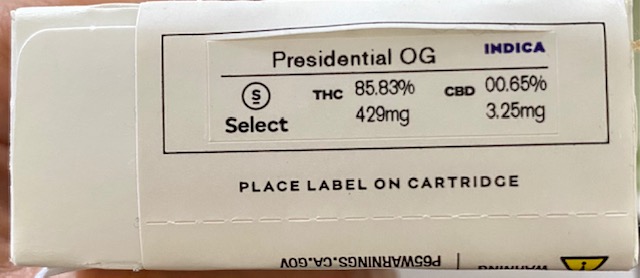 Presidential OG INDICA
S THC 85.83% CBD 00.65%
Select 429mg 3.25mg
PLACE LABEL ON CARTRIDGE
P65WARNINGS.CA.GOV
WARNING